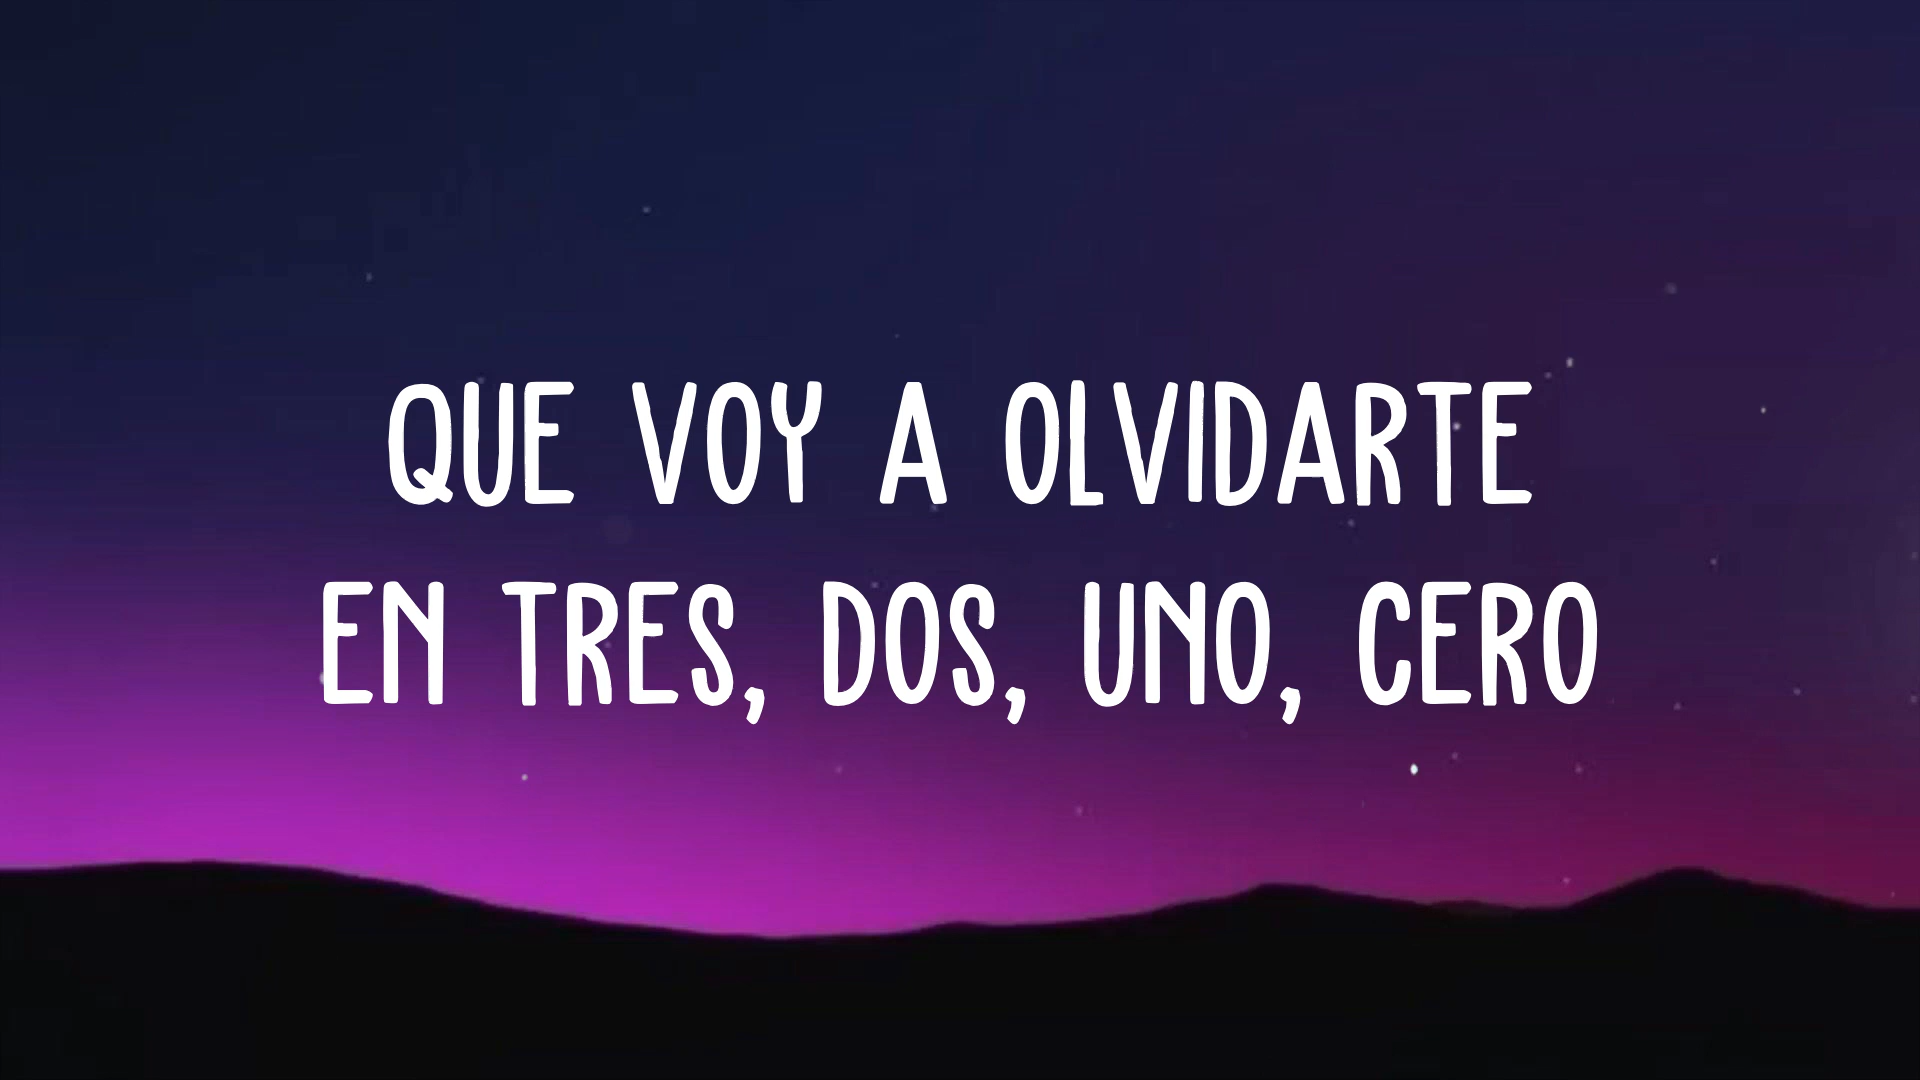 QUE VOY A OLVIDARTE
EN TRES, DOS, UNO, CERO